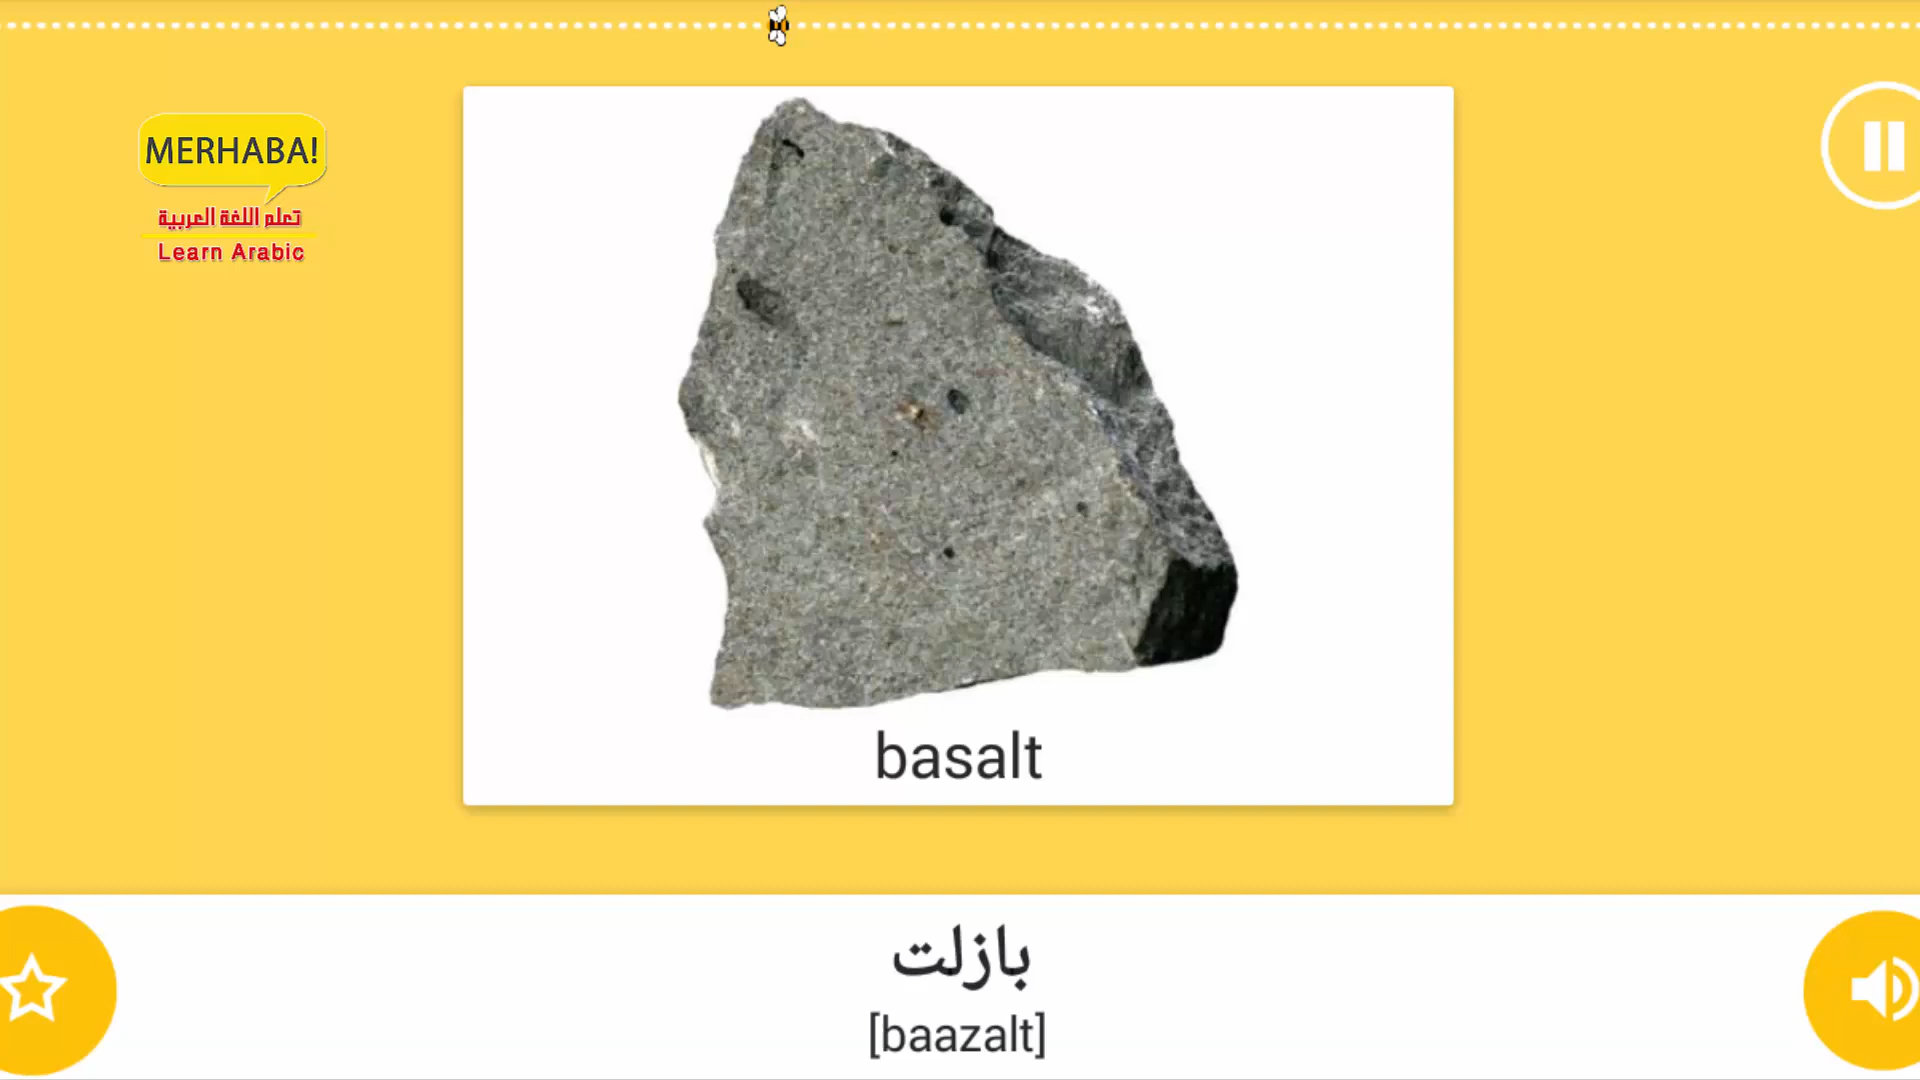 MERHABA!
تعلم اللغة العربية
Learn Arabic
basalt
بازلت
[baazalt]